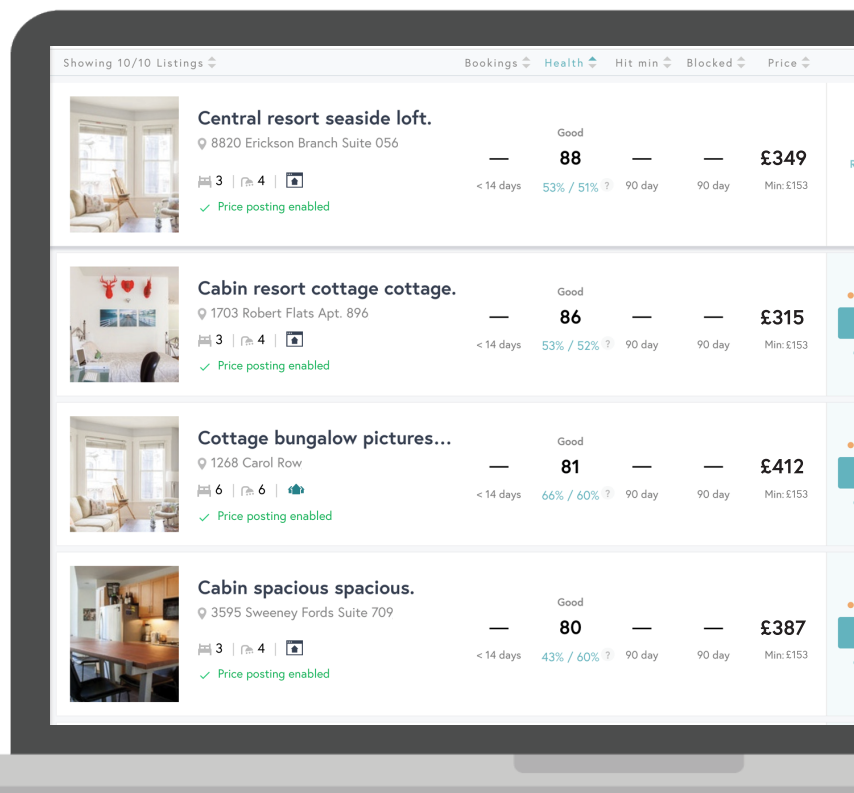 Showing 10/10 Listings Bookings Health Hit min Blocked Price
Central resort seaside loft.
8820 Erickson Branch Suite 056
3 | 4 |
Price posting enabled
Good
— 88 — — £349
< 14 days 53% / 51% ? 90 day 90 day Min: £153
R
Cabin resort cottage cottage.
1703 Robert Flats Apt. 896
3 | 4 |
Price posting enabled
Good
— 86 — — £315
< 14 days 53% / 52% ? 90 day 90 day Min: £153
Cottage bungalow pictures...
1268 Carol Row
6 | 6 |
Price posting enabled
Good
— 81 — — £412
< 14 days 66% / 60% ? 90 day 90 day Min: £153
Cabin spacious spacious.
3595 Sweeney Fords Suite 709
3 | 4 |
Price posting enabled
Good
— 80 — — £387
< 14 days 43% / 60% ? 90 day 90 day Min: £153